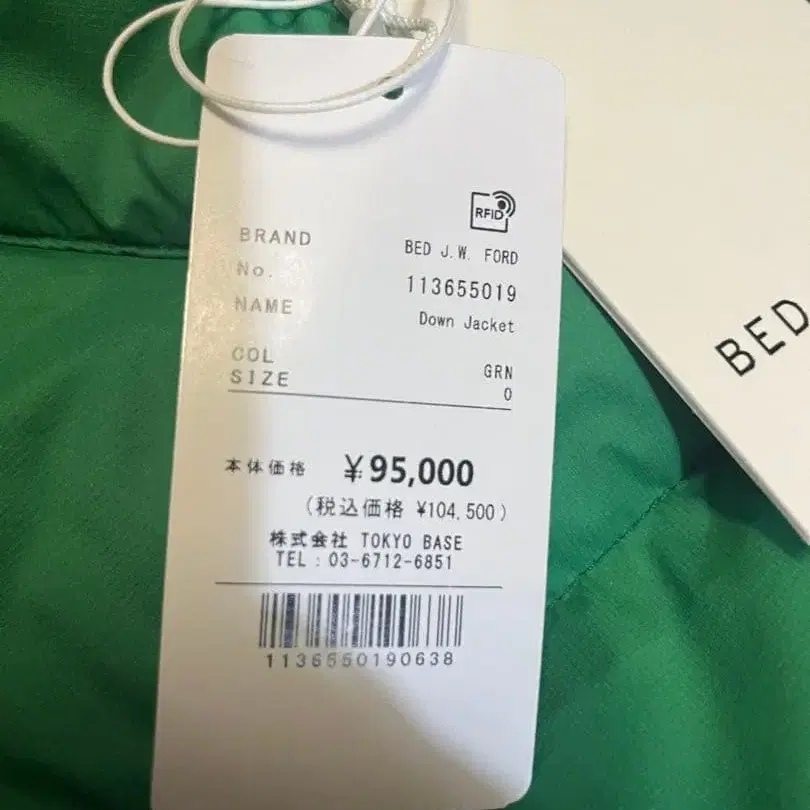 RFID
BRAND BED J.W. FORD
No. 113655019
NAME Down Jacket
COL GRN
SIZE 0
本体価格 ¥95,000
(税込価格 ¥104,500)
株式会社 TOKYO BASE
TEL : 03-6712-6851
1136550190638
BED